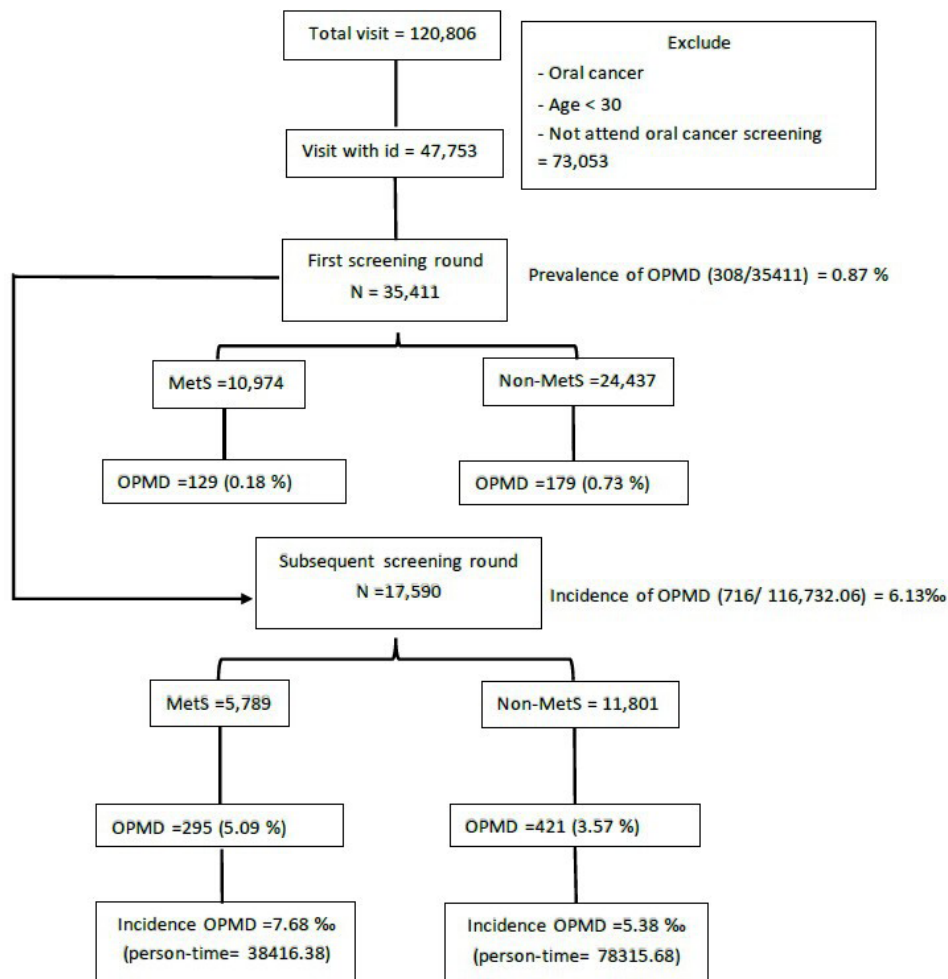 Total visit = 120,806
Exclude
- Oral cancer
- Age < 30
- Not attend oral cancer screening
= 73,053
Visit with id = 47,753
First screening round
N = 35,411
Prevalence of OPMD (308/35411) = 0.87 %
MetS =10,974
Non-MetS =24,437
OPMD =129 (0.18 %)
OPMD =179 (0.73 %)
Subsequent screening round
N =17,590
Incidence of OPMD (716/ 116,732.06) = 6.13‰
MetS =5,789
Non-MetS = 11,801
OPMD =295 (5.09 %)
OPMD =421 (3.57 %)
Incidence OPMD =7.68 ‰
(person-time= 38416.38)
Incidence OPMD =5.38 ‰
(person-time= 78315.68)